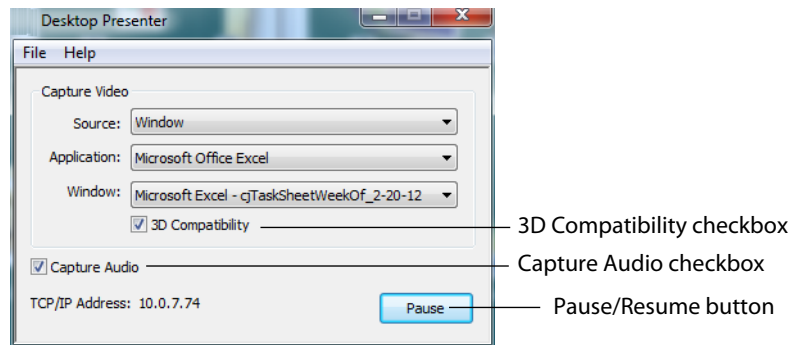 Desktop Presenter
File Help
Capture Video
Source: Window
Application: Microsoft Office Excel
Window: Microsoft Excel - cjTaskSheetWeekOf_2-20-12
3D Compatibility
3D Compatibility checkbox
Capture Audio
Capture Audio checkbox
TCP/IP Address: 10.0.7.74
Pause
Pause/Resume button